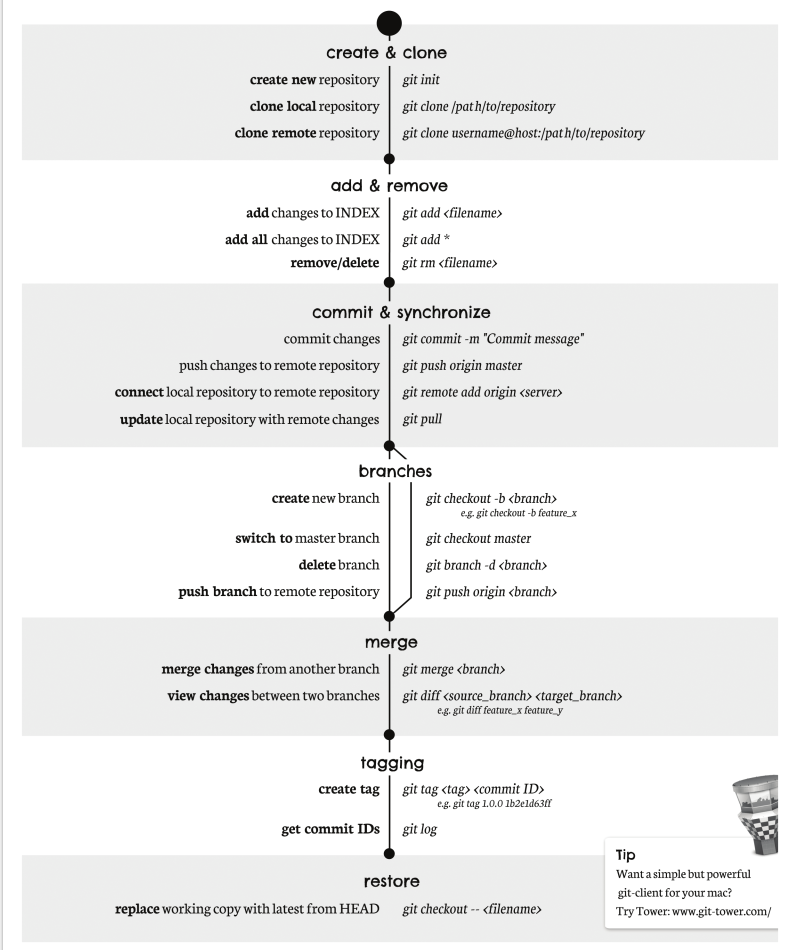 create & clone
create new repository git init
clone local repository git clone /path/to/repository
clone remote repository git clone username@host:/path/to/repository
add & remove
add changes to INDEX git add <filename>
add all changes to INDEX git add *
remove/delete git rm <filename>
commit & synchronize
commit changes git commit -m "Commit message"
push changes to remote repository git push origin master
connect local repository to remote repository git remote add origin <server>
update local repository with remote changes git pull
branches
create new branch git checkout -b <branch>
e.g. git checkout -b feature_x
switch to master branch git checkout master
delete branch git branch -d <branch>
push branch to remote repository git push origin <branch>
merge
merge changes from another branch git merge <branch>
view changes between two branches git diff <source_branch> <target_branch>
e.g. git diff feature_x feature_y
tagging
create tag git tag <tag> <commit ID>
e.g. git tag 1.0.0 1b2e1d63ff
get commit IDs git log
restore
replace working copy with latest from HEAD git checkout -- <filename>
Tip
Want a simple but powerful
git-client for your mac?
Try Tower: www.git-tower.com/